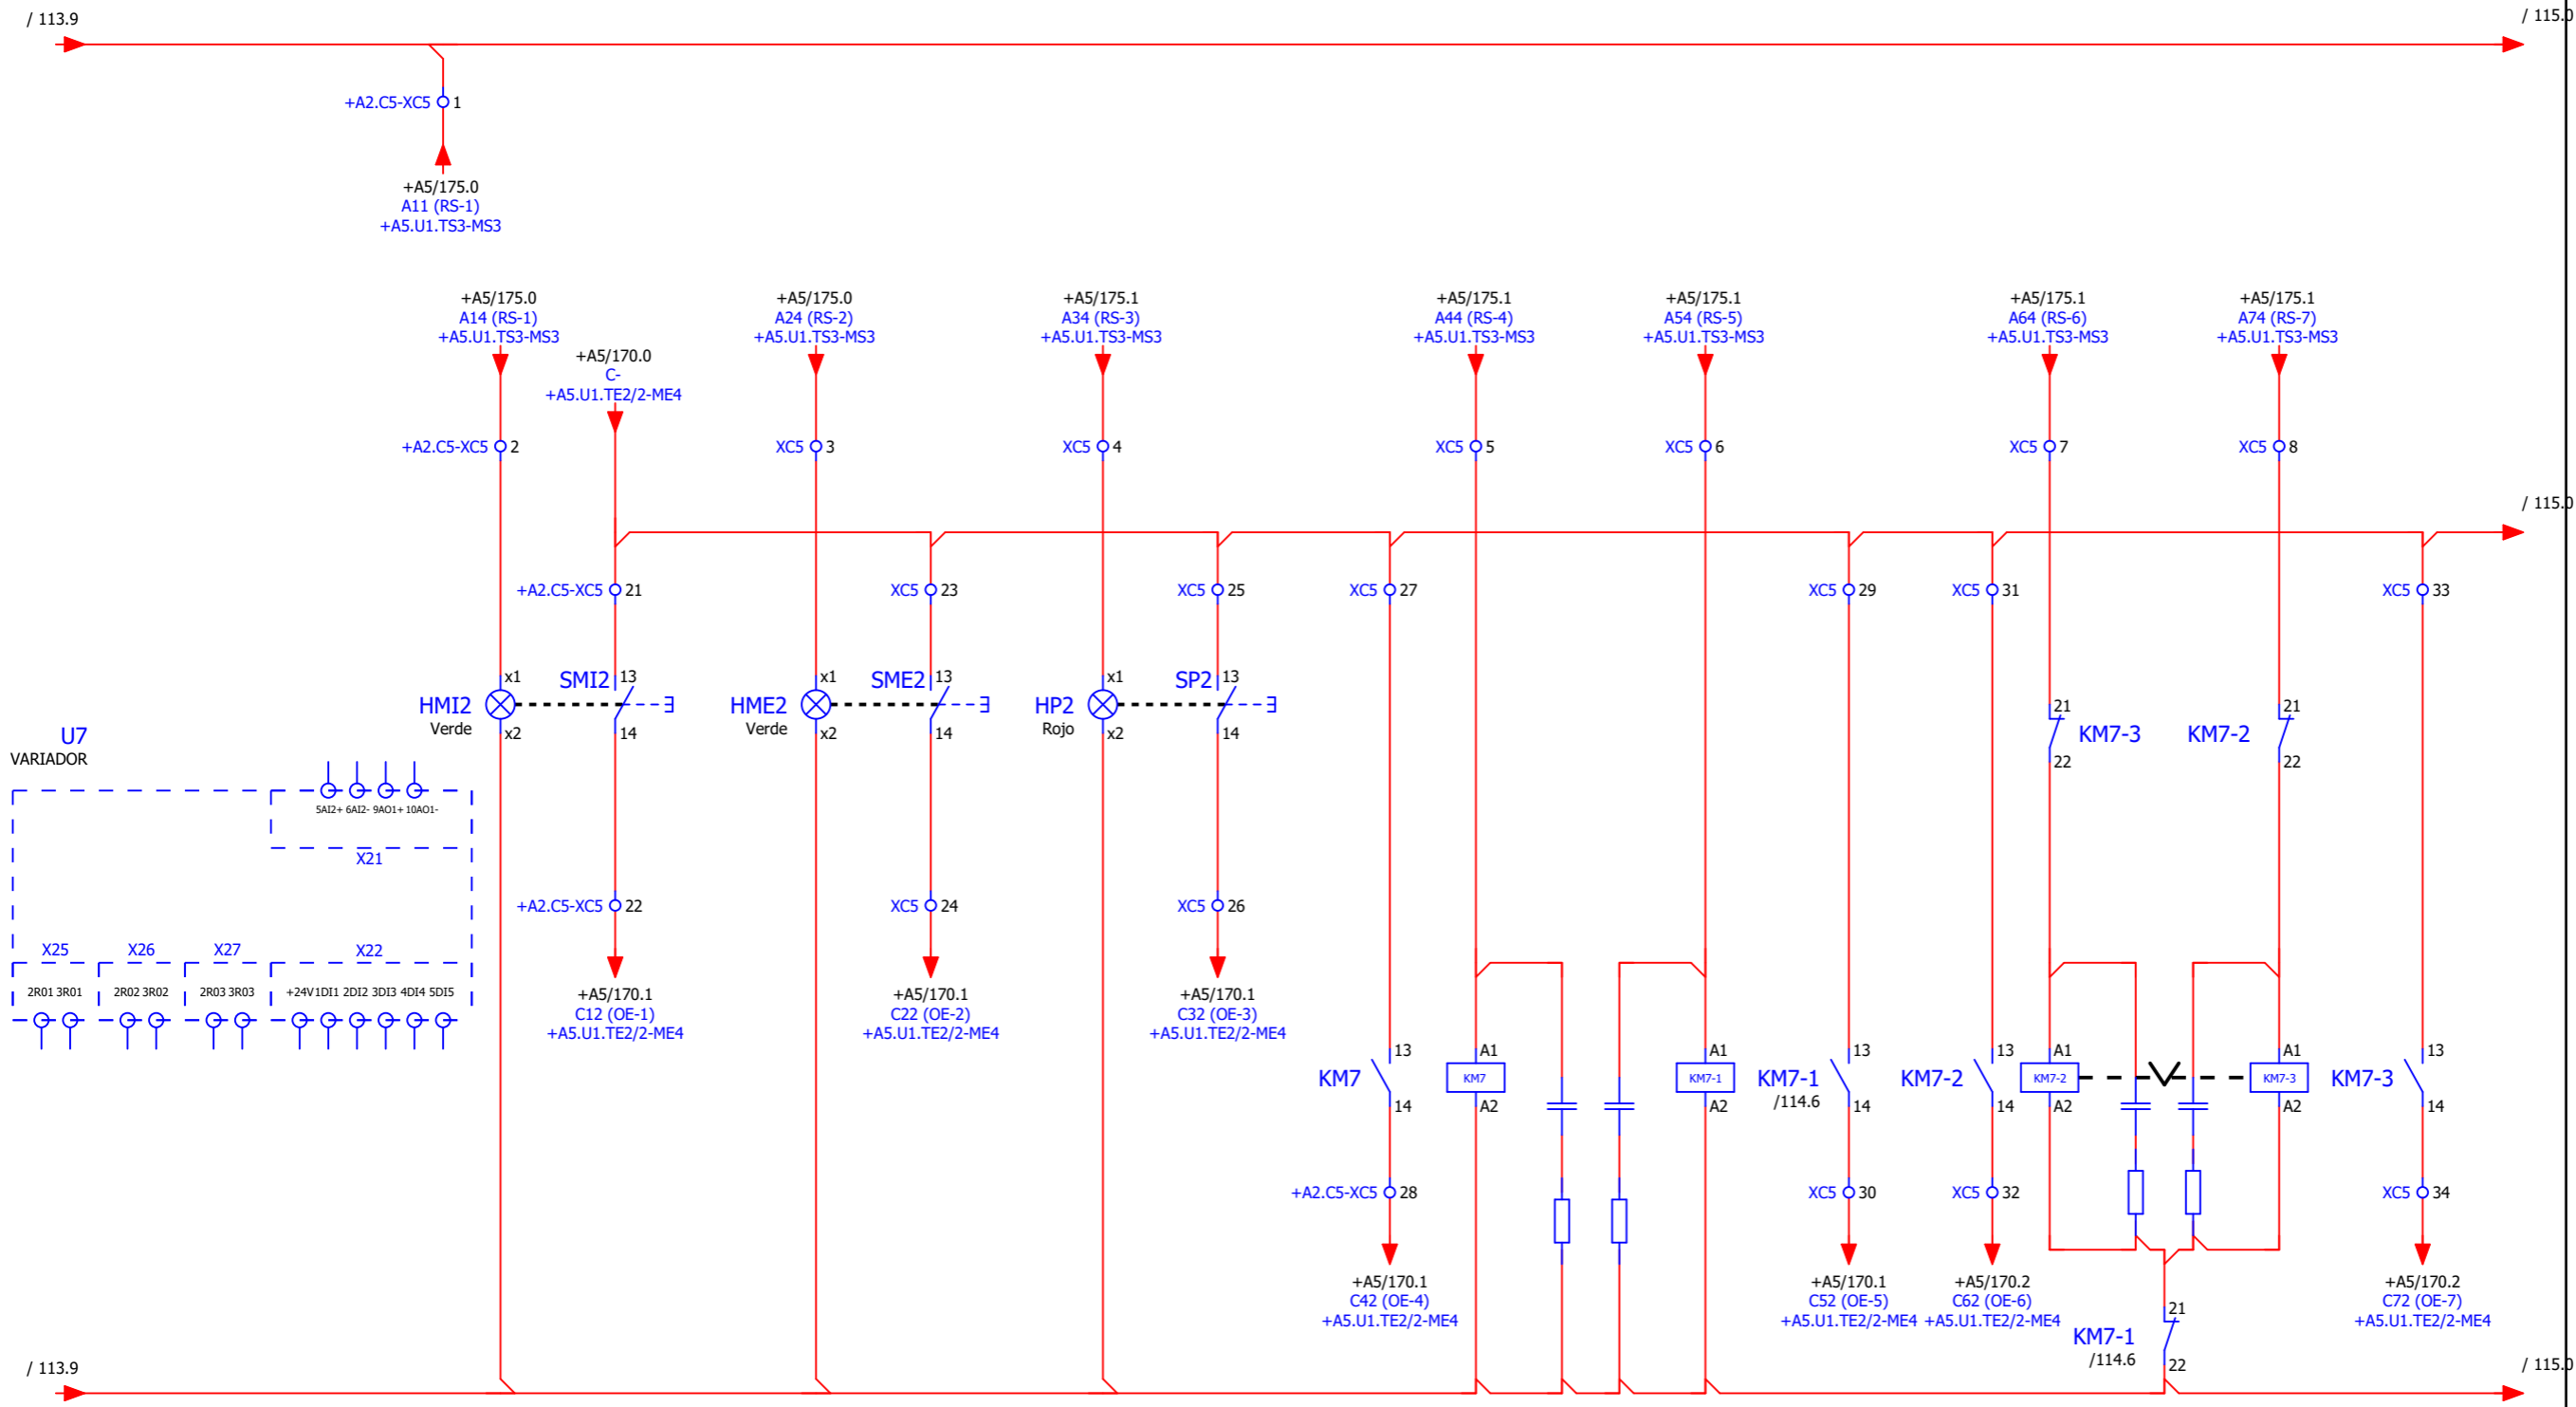 / 113.9
/ 115.0
+A2.C5-XC5 1
+A5/175.0
A11 (RS-1)
+A5.U1.TS3-MS3
+A5/175.0
A14 (RS-1)
+A5.U1.TS3-MS3
+A5/170.0
C-
+A5.U1.TE2/2-ME4
+A5/175.0
A24 (RS-2)
+A5.U1.TS3-MS3
+A5/175.1
A34 (RS-3)
+A5.U1.TS3-MS3
+A5/175.1
A44 (RS-4)
+A5.U1.TS3-MS3
+A5/175.1
A54 (RS-5)
+A5.U1.TS3-MS3
+A5/175.1
A64 (RS-6)
+A5.U1.TS3-MS3
+A5/175.1
A74 (RS-7)
+A5.U1.TS3-MS3
+A2.C5-XC5 2
XC5 3
XC5 4
XC5 5
XC5 6
XC5 7
XC5 8
/ 115.0
+A2.C5-XC5 21
XC5 23
XC5 25
XC5 27
XC5 29
XC5 31
XC5 33
x1
HMI2
Verde
x2
SMI2 13
14
x1
HME2
Verde
x2
SME2 13
14
x1
HP2
Rojo
x2
SP2 13
14
21
KM7-3
22
21
KM7-2
22
U7
VARIADOR
5AI2+ 6AI2- 9AO1+ 10AO1-
X21
X25
X26
X27
X22
2R01 3R01
2R02 3R02
2R03 3R03
+24V1DI1 2DI2 3DI3 4DI4 5DI5
+A2.C5-XC5 22
XC5 24
XC5 26
+A5/170.1
C12 (OE-1)
+A5.U1.TE2/2-ME4
+A5/170.1
C22 (OE-2)
+A5.U1.TE2/2-ME4
+A5/170.1
C32 (OE-3)
+A5.U1.TE2/2-ME4
13
KM7
14
A1
KM7
A2
A1
KM7-1
A2
13
KM7-1
/114.6
14
13
KM7-2
14
A1
KM7-2
A2
A1
KM7-3
A2
13
KM7-3
14
+A2.C5-XC5 28
XC5 30
XC5 32
XC5 34
+A5/170.1
C42 (OE-4)
+A5.U1.TE2/2-ME4
+A5/170.1
C52 (OE-5)
+A5.U1.TE2/2-ME4
+A5/170.2
C62 (OE-6)
+A5.U1.TE2/2-ME4
+A5/170.2
C72 (OE-7)
+A5.U1.TE2/2-ME4
21
KM7-1
/114.6
22
/ 113.9
/ 115.0